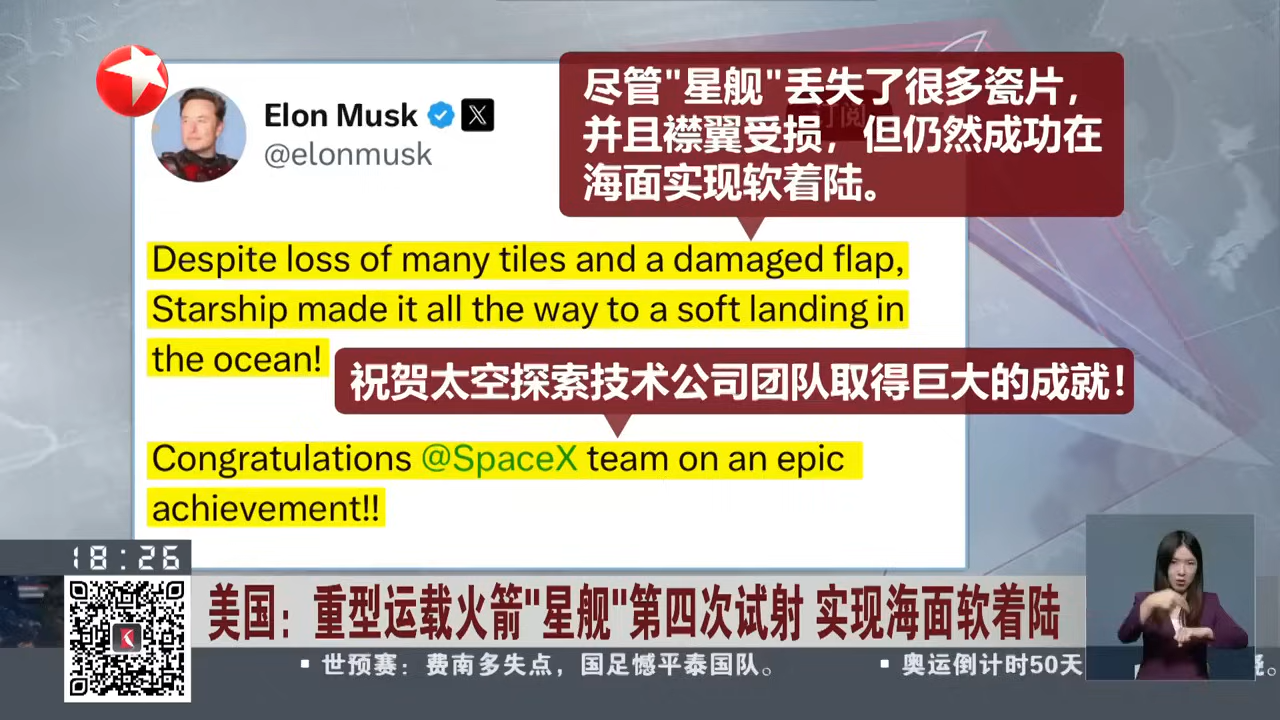 Elon Musk
@elonmusk
尽管"星舰"丢失了很多瓷片，
并且襟翼受损，但仍然成功在
海面实现软着陆。
Despite loss of many tiles and a damaged flap,
Starship made it all the way to a soft landing in
the ocean!
祝贺太空探索技术公司团队取得巨大的成就！
Congratulations @SpaceX team on an epic
achievement!!
18:26
美国：重型运载火箭"星舰"第四次试射 实现海面软着陆
▪ 世预赛：费南多失点，国足憾平泰国队。 ▪ 奥运倒计时50天